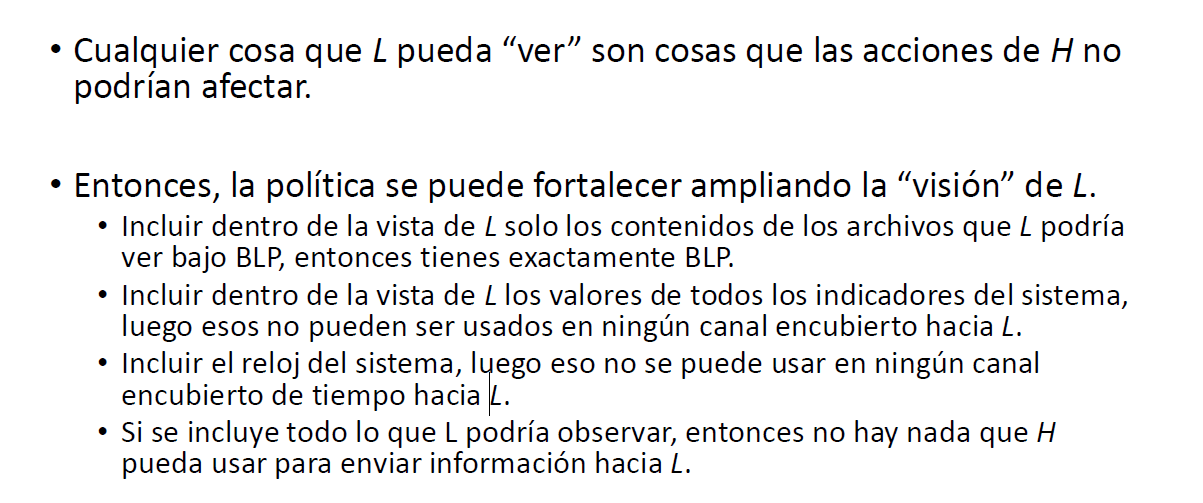 • Cualquier cosa que L pueda “ver” son cosas que las acciones de H no
podrían afectar.
• Entonces, la política se puede fortalecer ampliando la “visión” de L.
• Incluir dentro de la vista de L solo los contenidos de los archivos que L podría
ver bajo BLP, entonces tienes exactamente BLP.
• Incluir dentro de la vista de L los valores de todos los indicadores del sistema,
luego esos no pueden ser usados en ningún canal encubierto hacia L.
• Incluir el reloj del sistema, luego eso no se puede usar en ningún canal
encubierto de tiempo hacia L.
• Si se incluye todo lo que L podría observar, entonces no hay nada que H
pueda usar para enviar información hacia L.